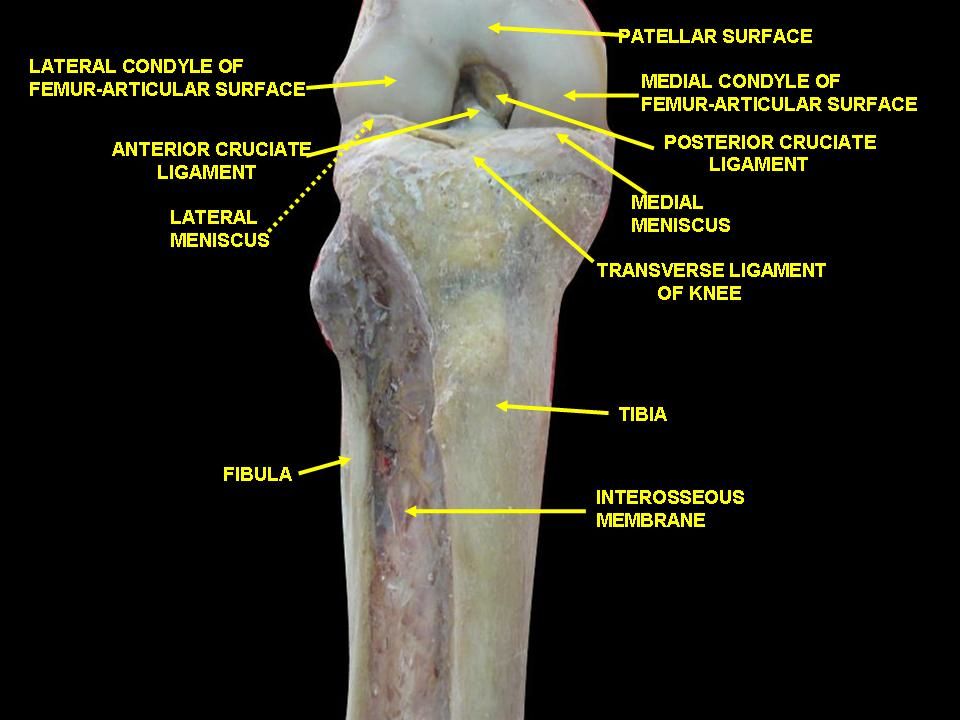 PATELLAR SURFACE
LATERAL CONDYLE OF
FEMUR-ARTICULAR SURFACE
MEDIAL CONDYLE OF
FEMUR-ARTICULAR SURFACE
ANTERIOR CRUCIATE
LIGAMENT
POSTERIOR CRUCIATE
LIGAMENT
LATERAL
MENISCUS
MEDIAL
MENISCUS
TRANSVERSE LIGAMENT
OF KNEE
TIBIA
FIBULA
INTEROSSEOUS
MEMBRANE